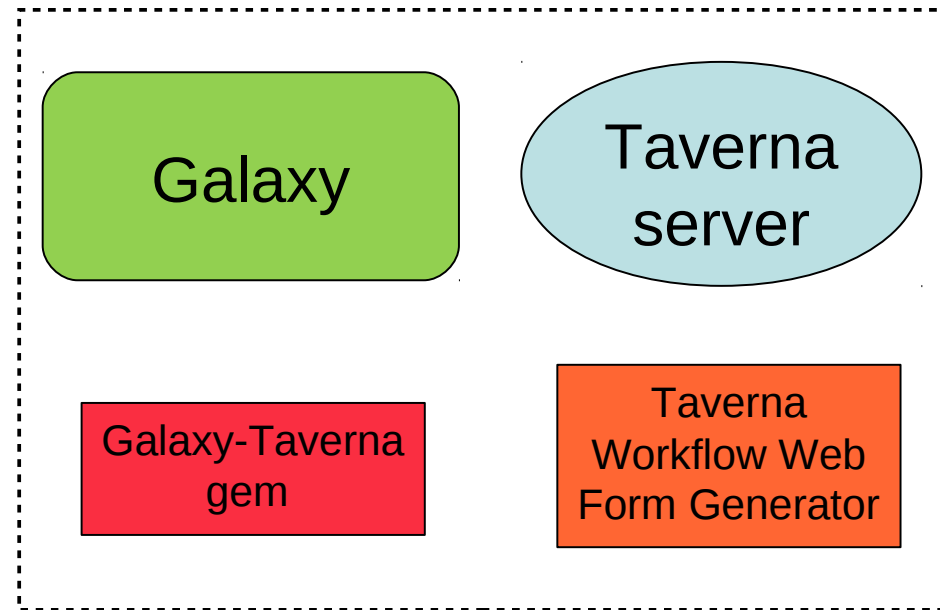 Galaxy
Taverna
server
Galaxy-Taverna
gem
Taverna
Workflow Web
Form Generator